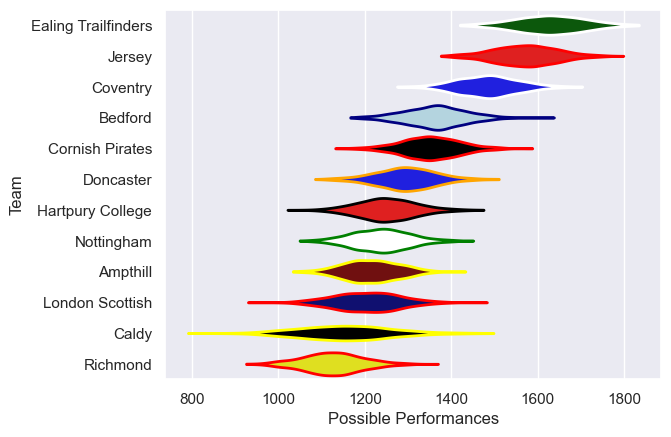 Ealing Trailfinders
Jersey
Coventry
Bedford
Cornish Pirates
Doncaster
Hartpury College
Nottingham
Ampthill
London Scottish
Caldy
Richmond
Team
800 1000 1200 1400 1600 1800
Possible Performances